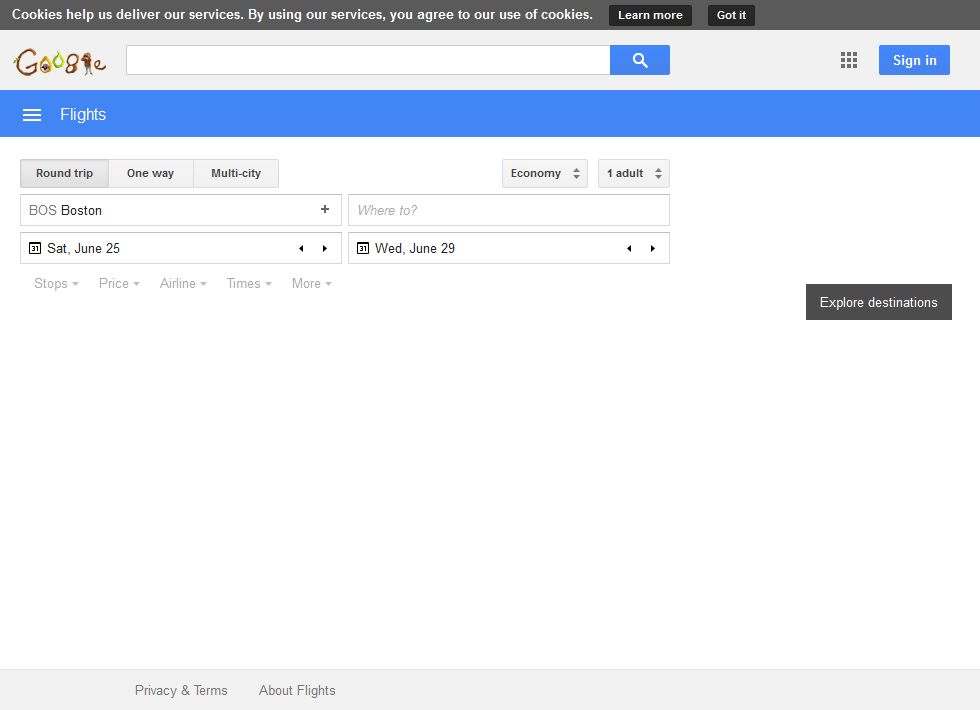 Cookies help us deliver our services. By using our services, you agree to our use of cookies. Learn more Got it
Google Sign in
Flights
Round trip One way Multi-city Economy 1 adult
BOS Boston + Where to?
31 Sat, June 25 31 Wed, June 29
Stops Price Airline Times More
Explore destinations
Privacy & Terms About Flights